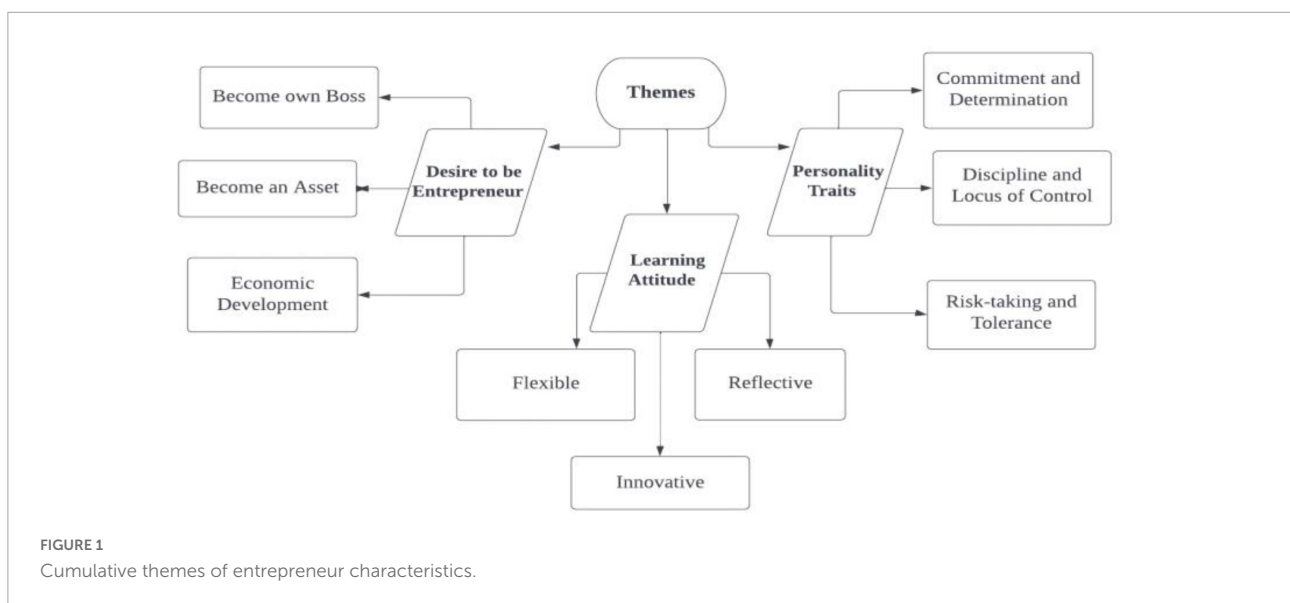 Themes
Become own Boss
Desire to be
Entrepreneur
Become an Asset
Economic
Development
Learning
Attitude
Flexible
Reflective
Innovative
Personality
Traits
Commitment and
Determination
Discipline and
Locus of Control
Risk-taking and
Tolerance
FIGURE 1
Cumulative themes of entrepreneur characteristics.